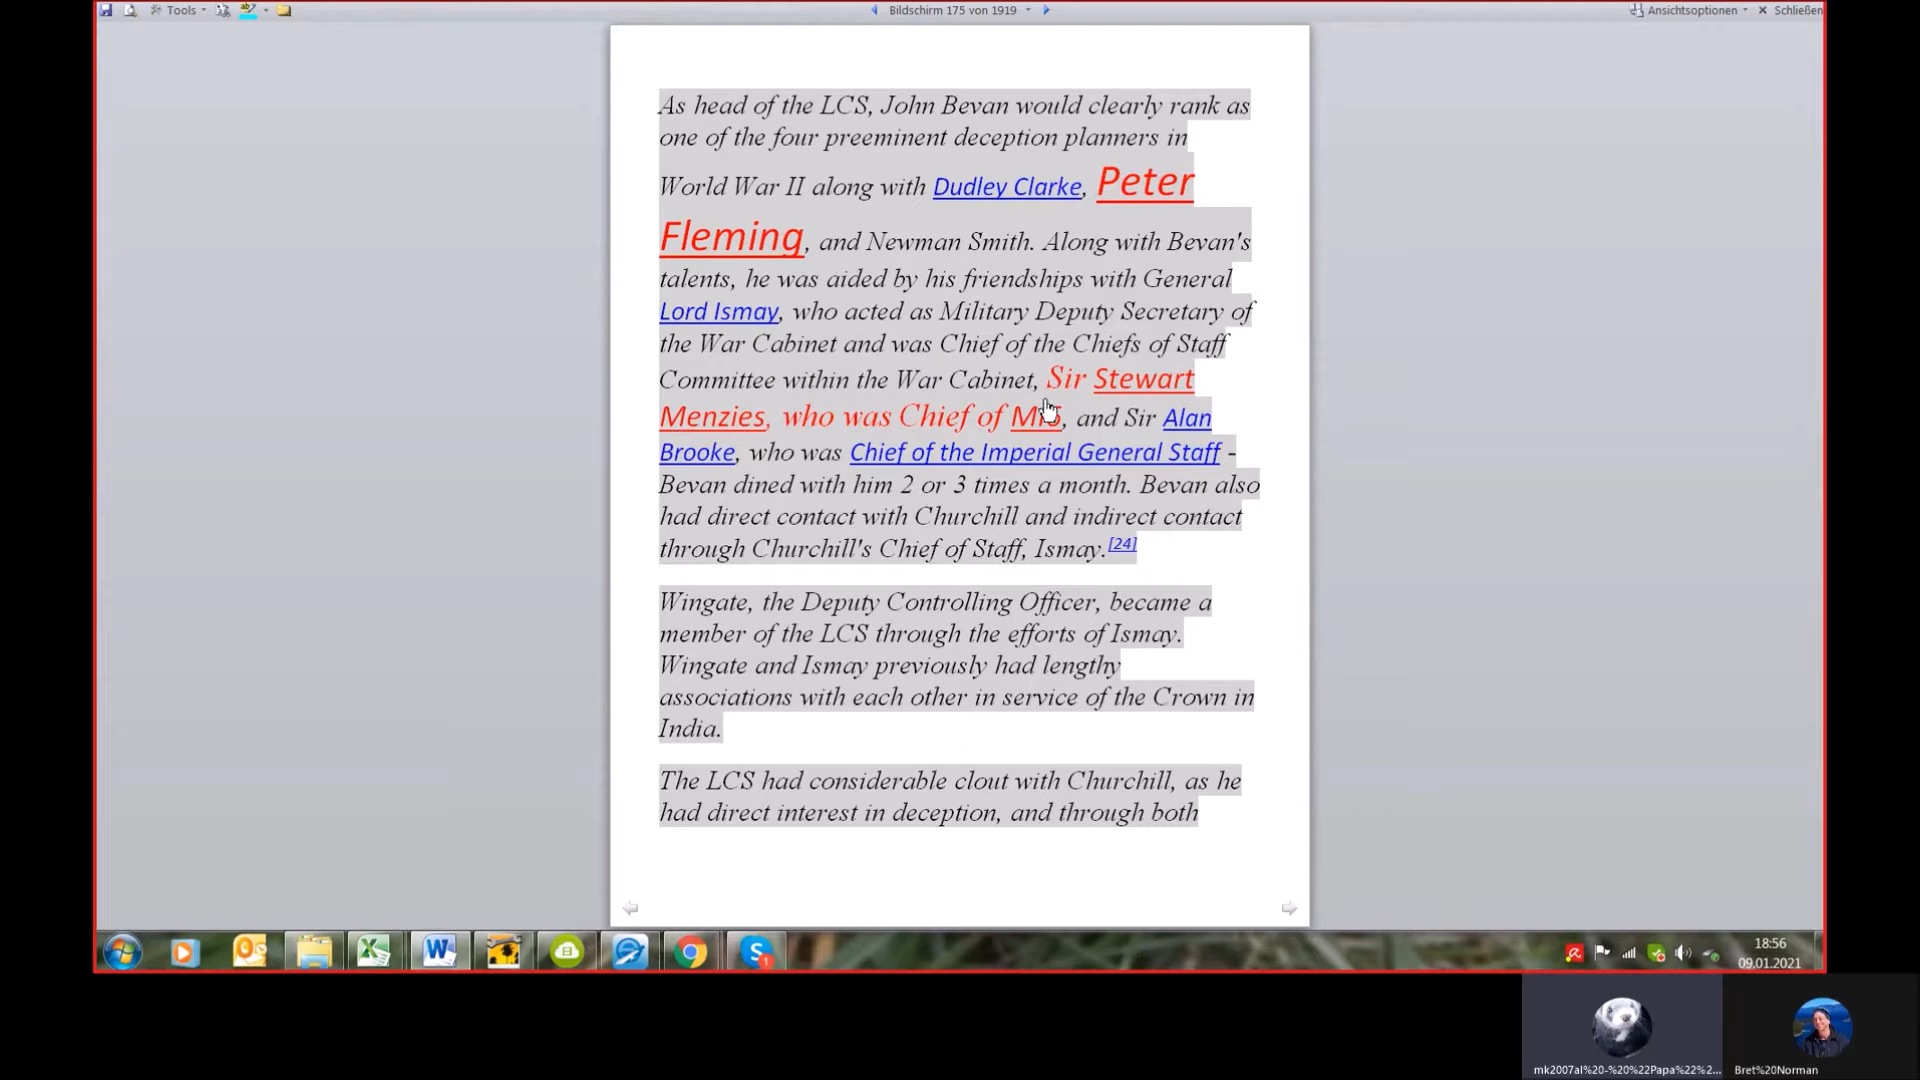 Tools
Bildschirm 175 von 1919
Ansichtsoptionen
Schließen
As head of the LCS, John Bevan would clearly rank as
one of the four preeminent deception planners in
World War II along with Dudley Clarke, Peter
Fleming, and Newman Smith. Along with Bevan's
talents, he was aided by his friendships with General
Lord Ismay, who acted as Military Deputy Secretary of
the War Cabinet and was Chief of the Chiefs of Staff
Committee within the War Cabinet, Sir Stewart
Menzies, who was Chief of MI6, and Sir Alan
Brooke, who was Chief of the Imperial General Staff -
Bevan dined with him 2 or 3 times a month. Bevan also
had direct contact with Churchill and indirect contact
through Churchill's Chief of Staff, Ismay.[24]
Wingate, the Deputy Controlling Officer, became a
member of the LCS through the efforts of Ismay.
Wingate and Ismay previously had lengthy
associations with each other in service of the Crown in
India.
The LCS had considerable clout with Churchill, as he
had direct interest in deception, and through both
18:56
09.01.2021
mk2007al%20-%20%22Papa%22%2...
Bret%20Norman